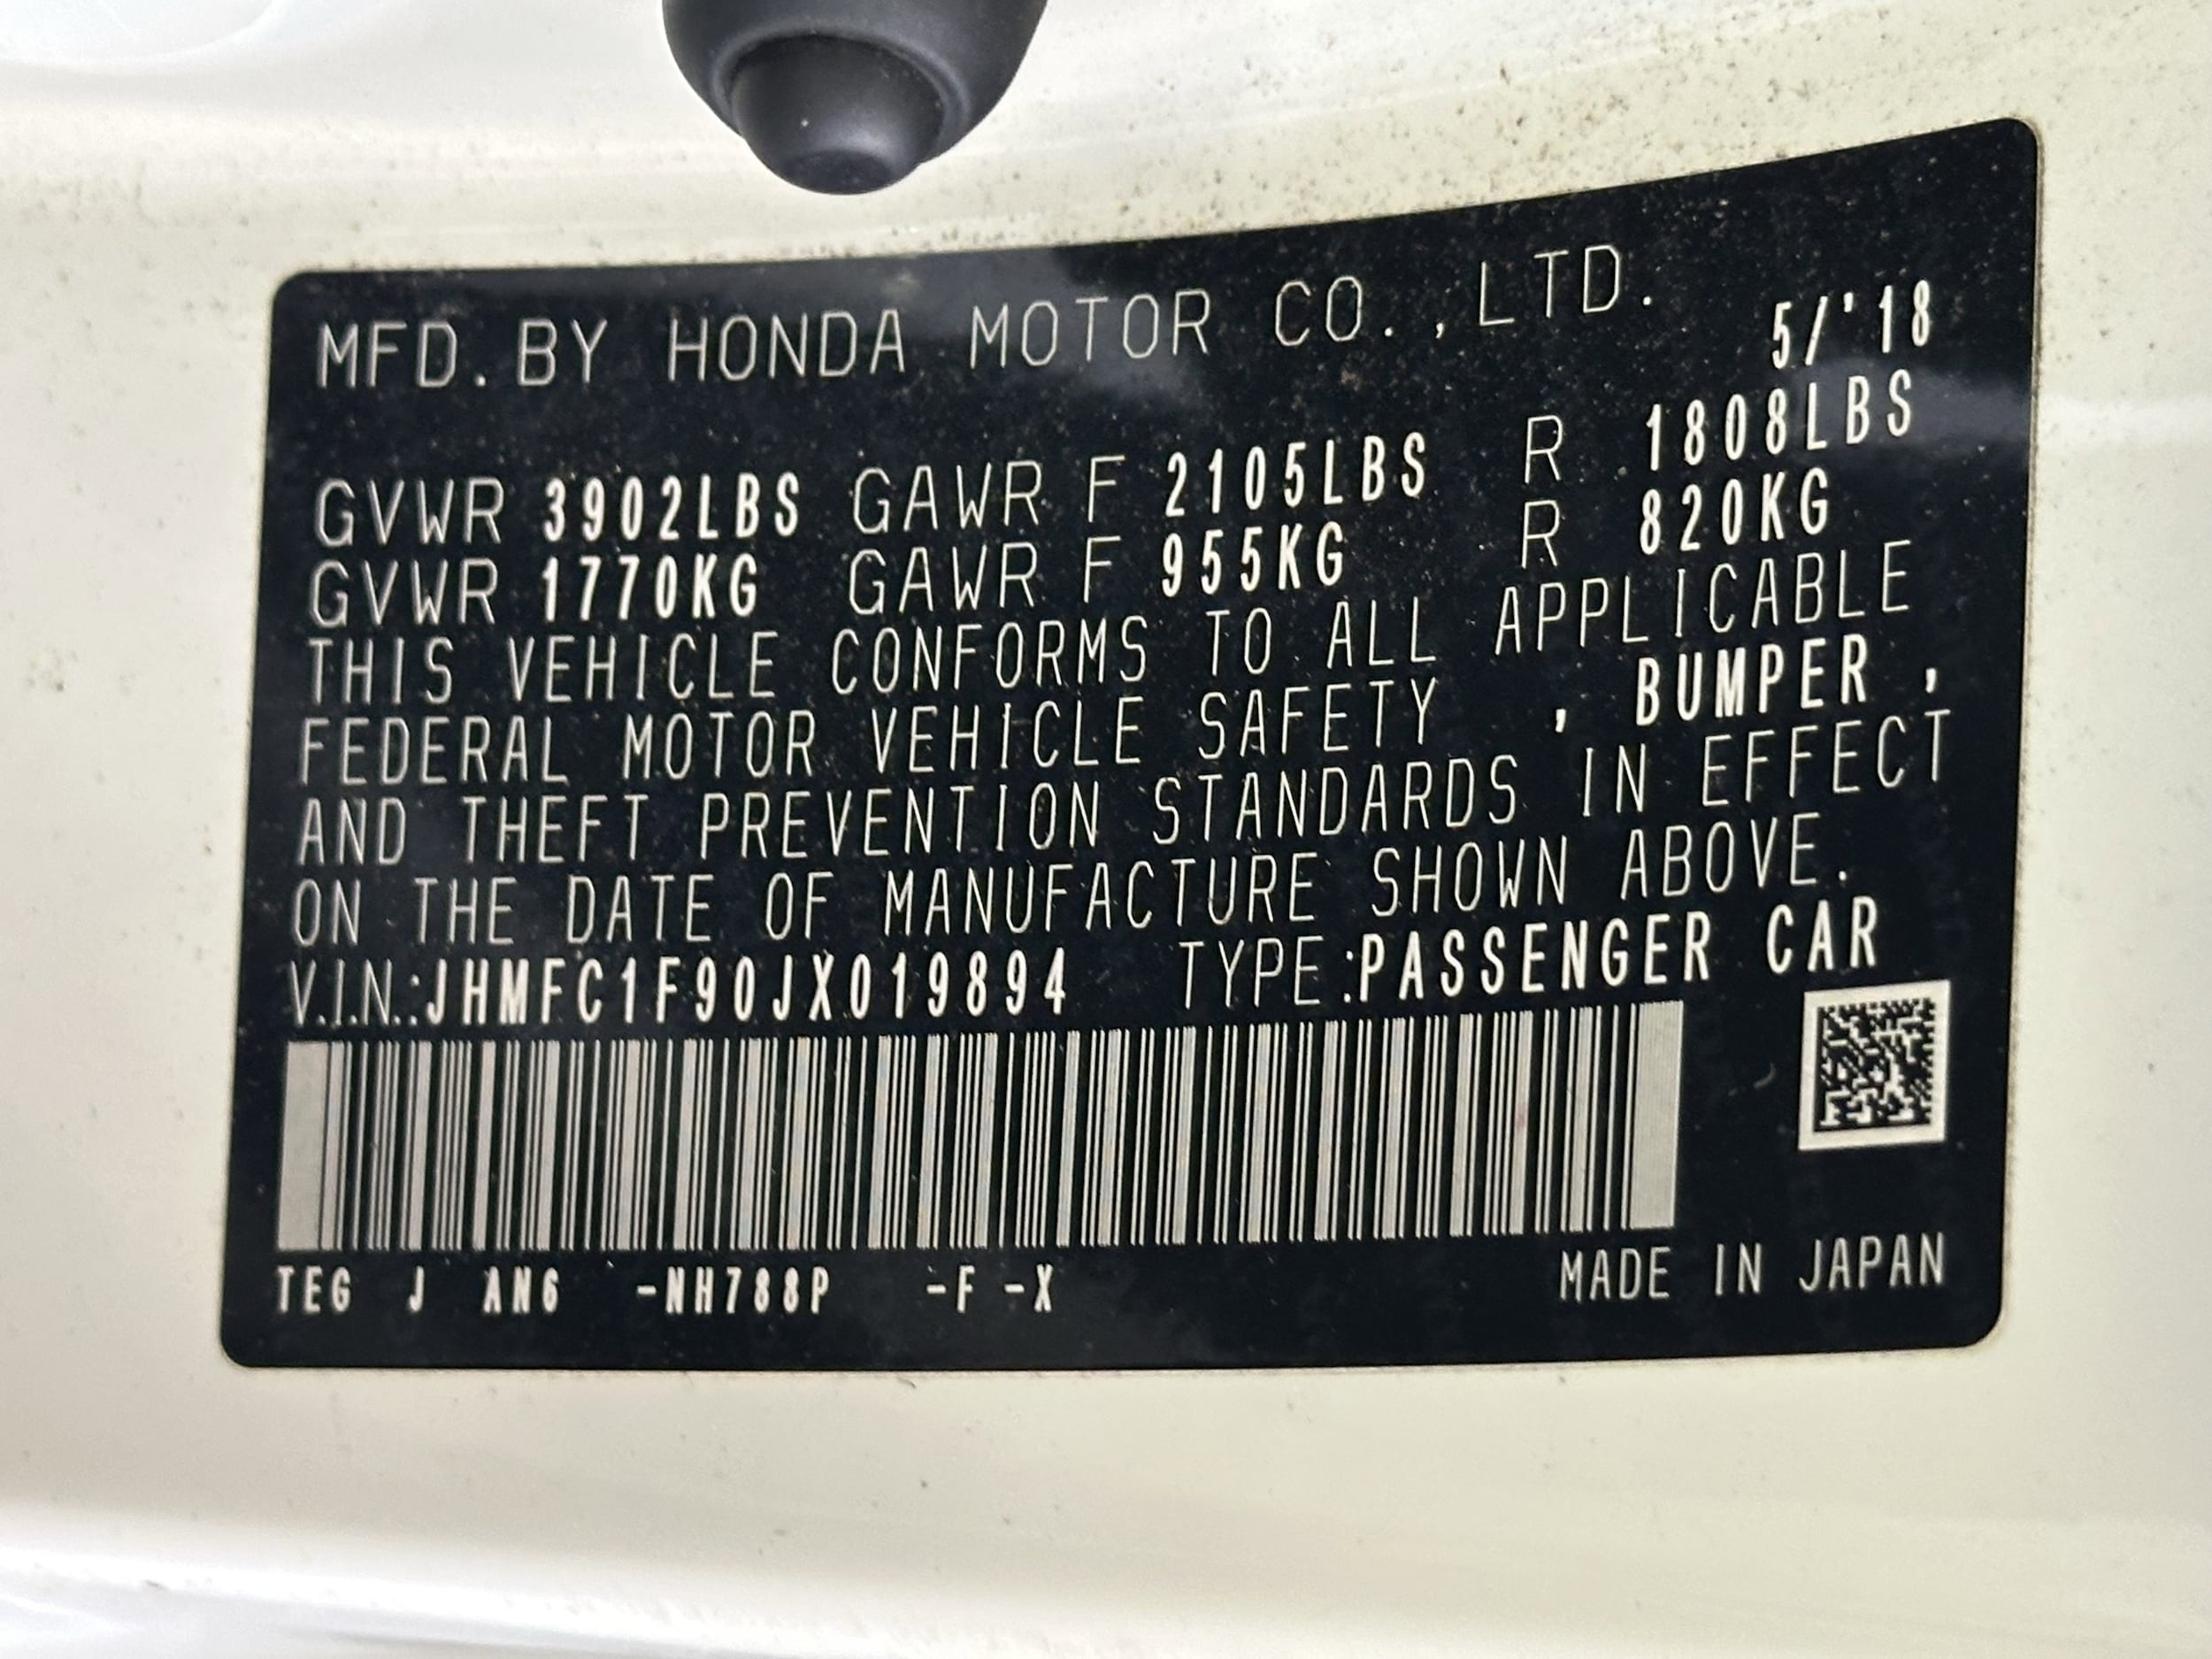 MFD. BY HONDA MOTOR CO., LTD.
5/'18
GVWR 3902LBS GAWR F 2105LBS R 1808LBS
GVWR 1770KG GAWR F 955KG R 820KG
THIS VEHICLE CONFORMS TO ALL APPLICABLE
FEDERAL MOTOR VEHICLE SAFETY , BUMPER ,
AND THEFT PREVENTION STANDARDS IN EFFECT
ON THE DATE OF MANUFACTURE SHOWN ABOVE.
V.I.N.:JHMFC1F90JX019894 TYPE:PASSENGER CAR
TEG J AN6 -NH788P -F -X
MADE IN JAPAN